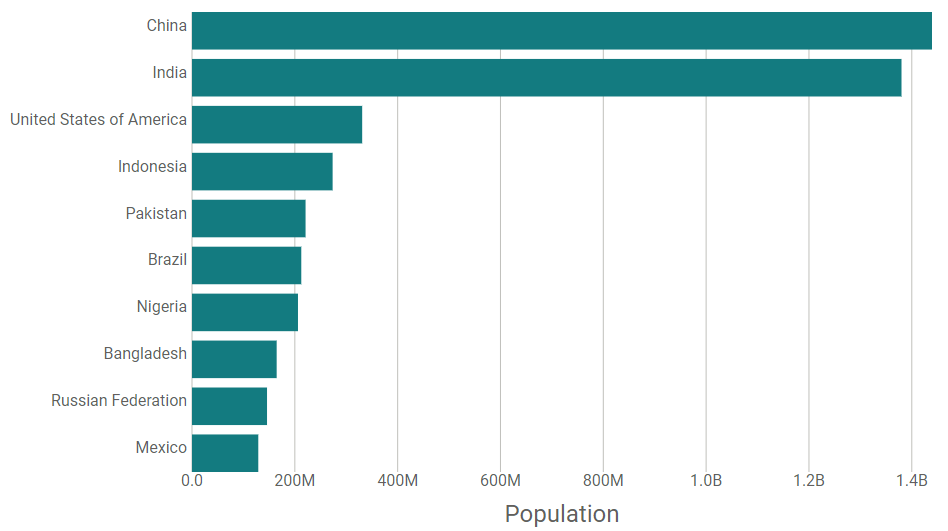 China
India
United States of America
Indonesia
Pakistan
Brazil
Nigeria
Bangladesh
Russian Federation
Mexico
0.0 200M 400M 600M 800M 1.0B 1.2B 1.4B
Population